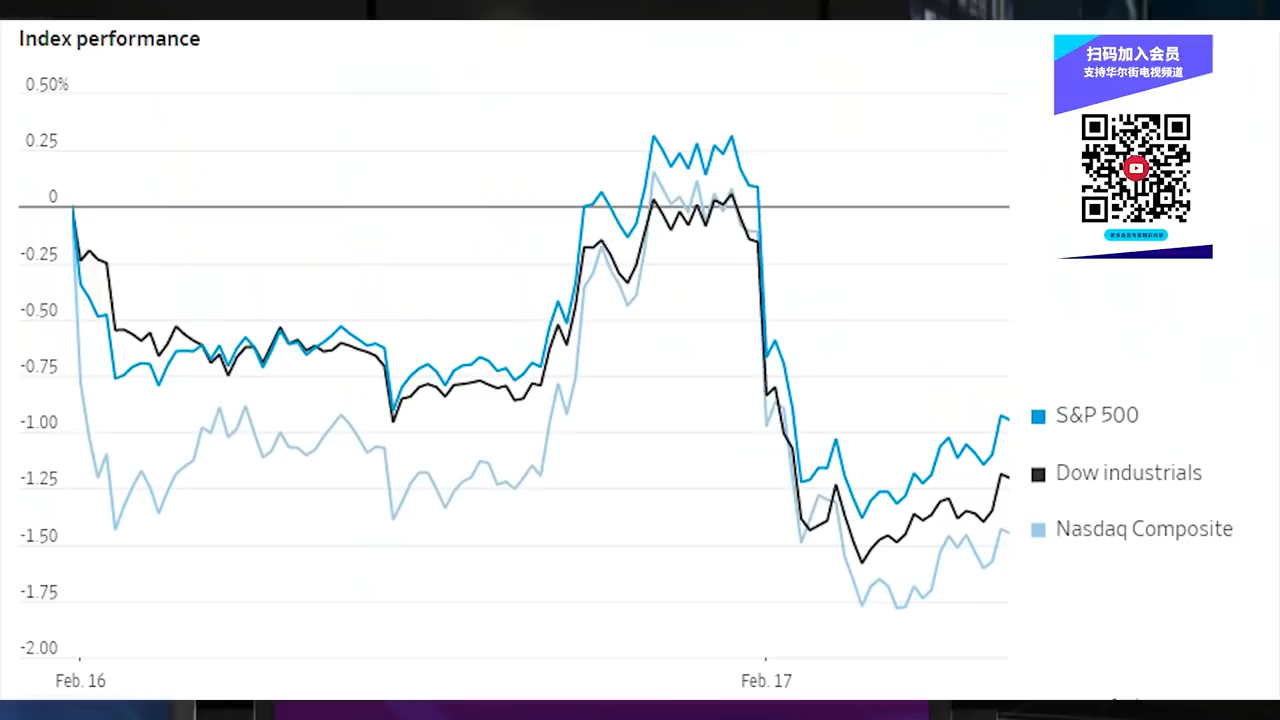 Index performance
0.50%
0.25
0
-0.25
-0.50
-0.75
-1.00
-1.25
-1.50
-1.75
-2.00
Feb. 16
Feb. 17
S&P 500
Dow industrials
Nasdaq Composite
扫码加入会员
支持华尔街电视频道